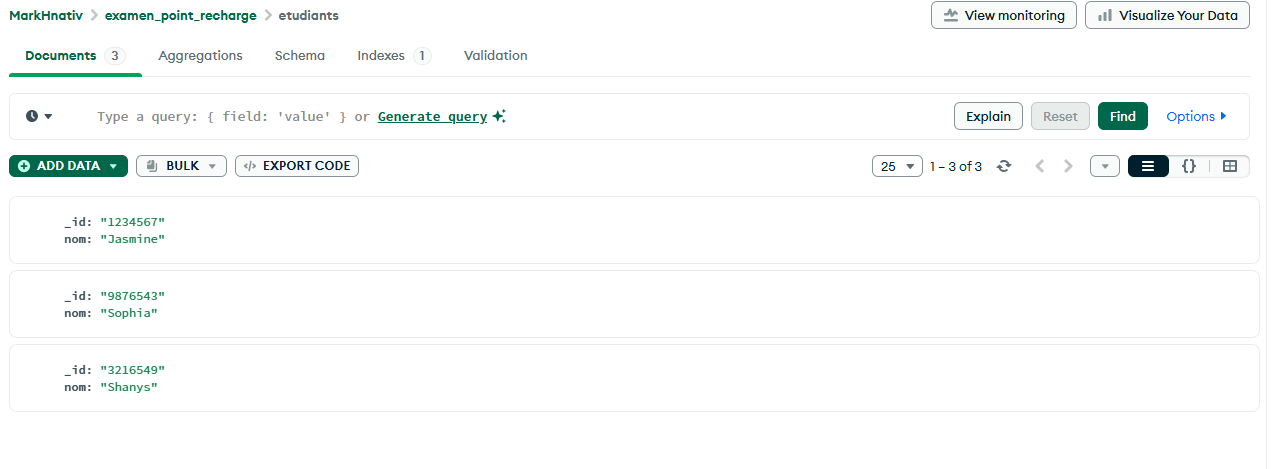 MarkHnativ > examen_point_recharge > etudiants
View monitoring
Visualize Your Data
Documents 3 Aggregations Schema Indexes 1 Validation
Type a query: { field: 'value' } or Generate query
Explain Reset Find Options
ADD DATA BULK </> EXPORT CODE
25 1 – 3 of 3 {}
_id: "1234567"
nom: "Jasmine"
_id: "9876543"
nom: "Sophia"
_id: "3216549"
nom: "Shanys"